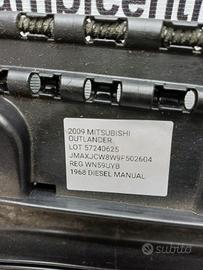 2009 MITSUBISHI
OUTLANDER,
LOT 57240625
JMAXJCW8W9F502604
REG WN59UYB
1968 DIESEL MANUAL
subito